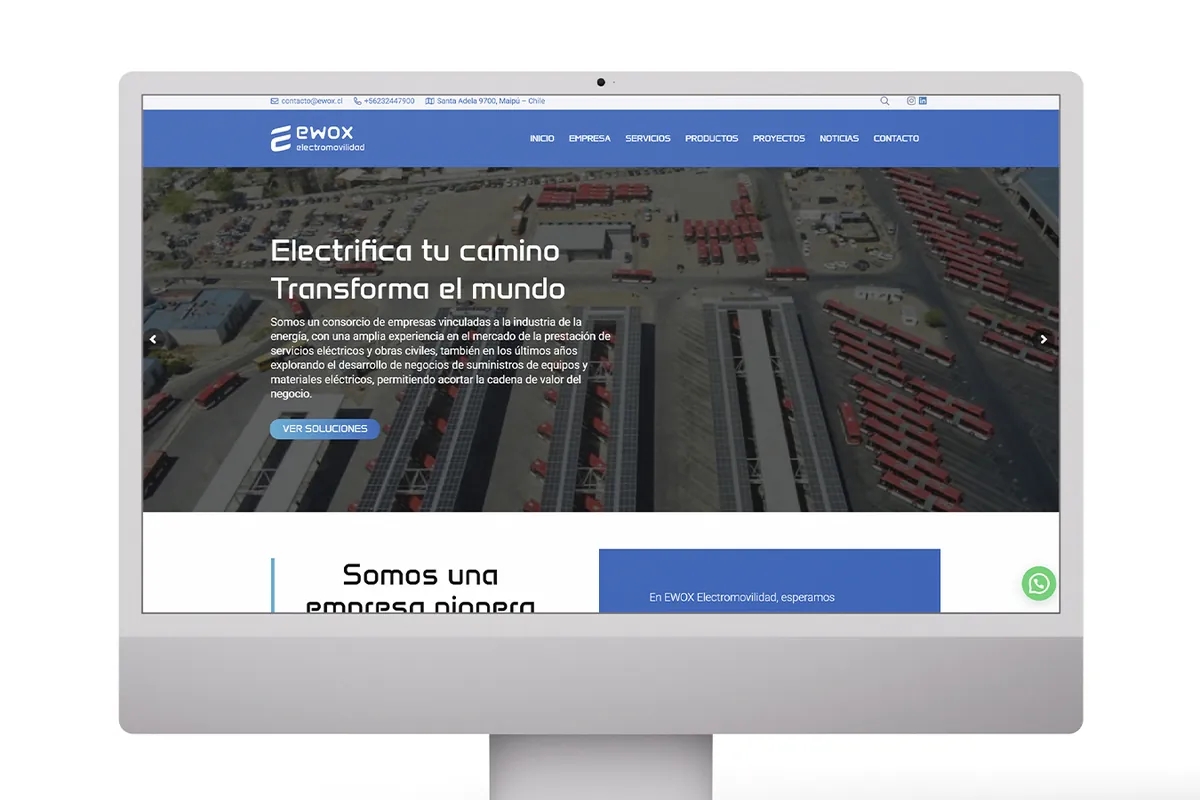 contacto@ewox.cl +56232447900 Santa Adela 9700, Maipú – Chile
ewox
electromovilidad
INICIO EMPRESA SERVICIOS PRODUCTOS PROYECTOS NOTICIAS CONTACTO
Electrifica tu camino
Transforma el mundo
Somos un consorcio de empresas vinculadas a la industria de la
energía, con una amplia experiencia en el mercado de la prestación de
servicios eléctricos y obras civiles, también en los últimos años
explorando el desarrollo de negocios de suministros de equipos y
materiales eléctricos, permitiendo acortar la cadena de valor del
negocio.
VER SOLUCIONES
Somos una
empresa pionera
En EWOX Electromovilidad, esperamos